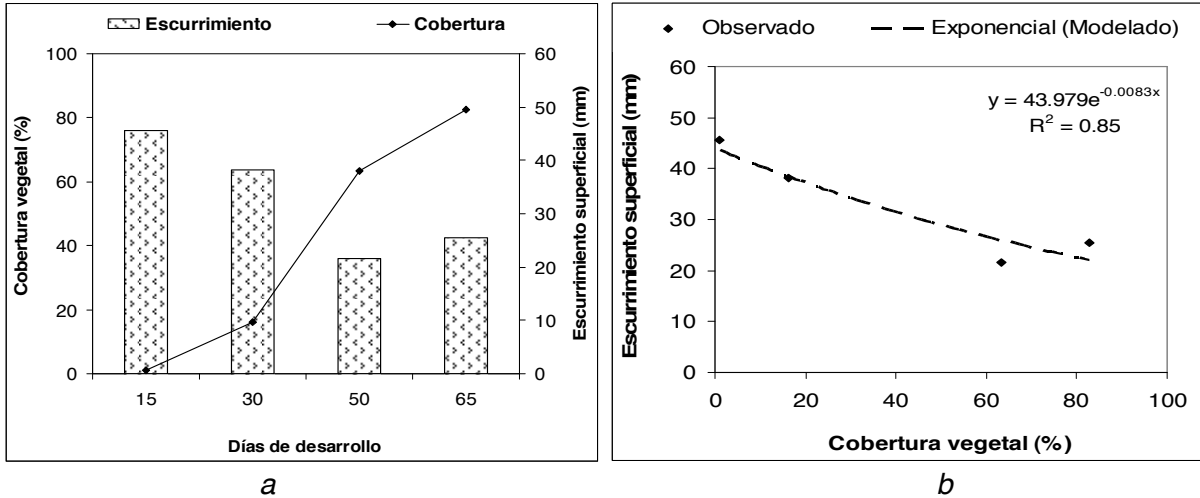 Escurrimiento Cobertura
100
80
60
40
20
0
Cobertura vegetal (%)
60
50
40
30
20
10
0
Escurrimiento superficial (mm)
15 30 50 65
Días de desarrollo
a
Observado Exponencial (Modelado)
60
50
40
30
20
10
0
Escurrimiento superficial (mm)
y = 43.979e^-0.0083x
R² = 0.85
0 20 40 60 80 100
Cobertura vegetal (%)
b